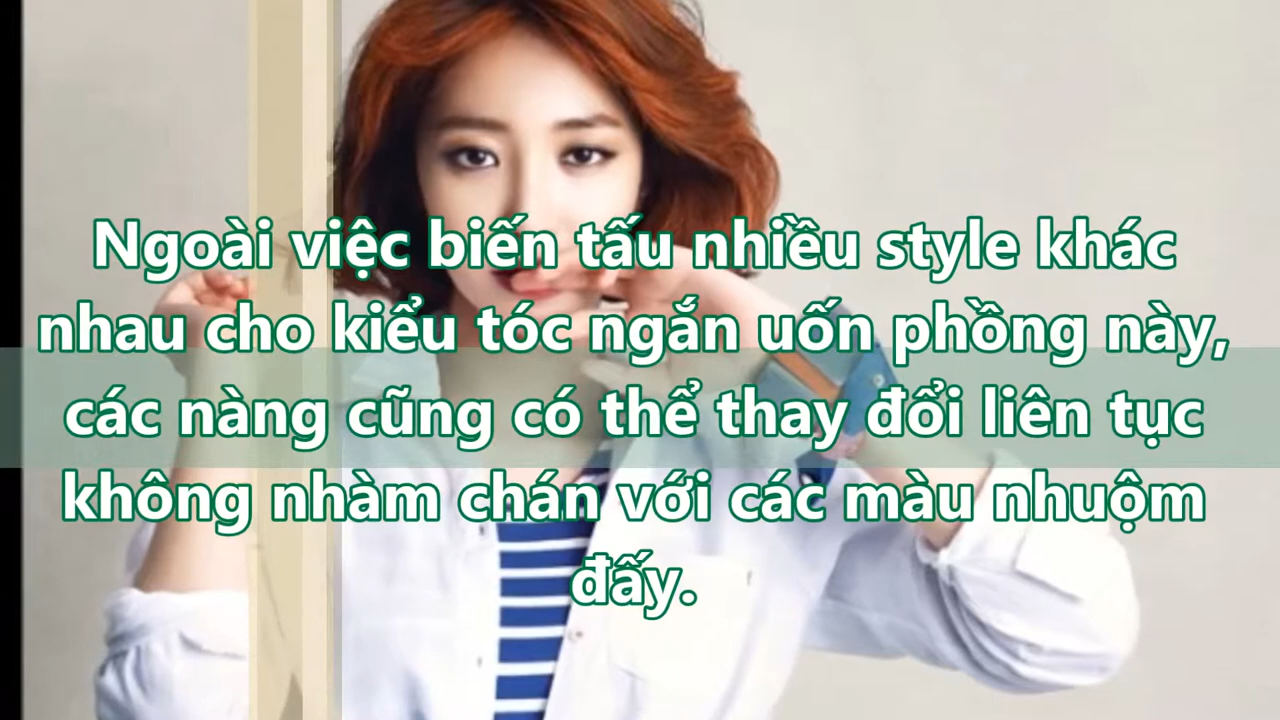 Ngoài việc biến tấu nhiều style khác
nhau cho kiểu tóc ngắn uốn phồng này,
các nàng cũng có thể thay đổi liên tục
không nhàm chán với các màu nhuộm
đấy.